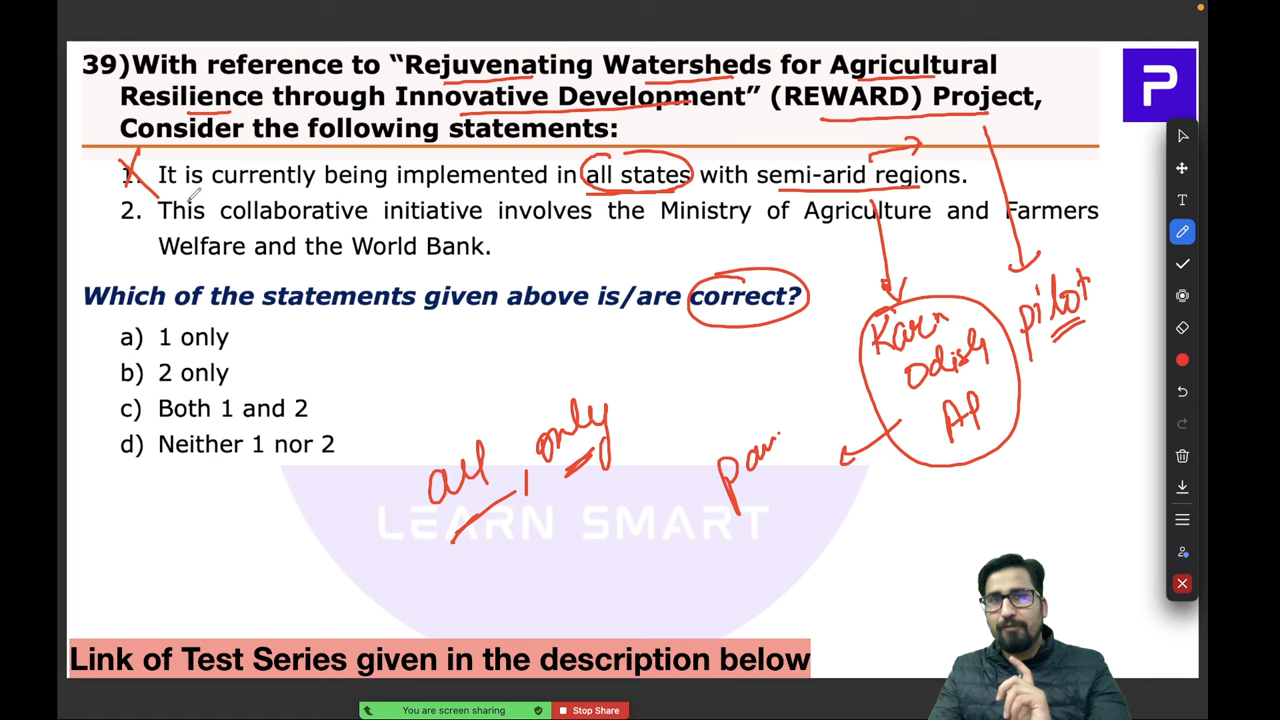 39)With reference to “Rejuvenating Watersheds for Agricultural
Resilience through Innovative Development” (REWARD) Project,
Consider the following statements:
1. It is currently being implemented in all states with semi-arid regions.
2. This collaborative initiative involves the Ministry of Agriculture and Farmers
Welfare and the World Bank.
Which of the statements given above is/are correct?
a) 1 only
b) 2 only
c) Both 1 and 2
d) Neither 1 nor 2
pilot
Karn
Odish
AP
all, only
pan
LEARN SMART
P
Link of Test Series given in the description below
You are screen sharing
Stop Share
T